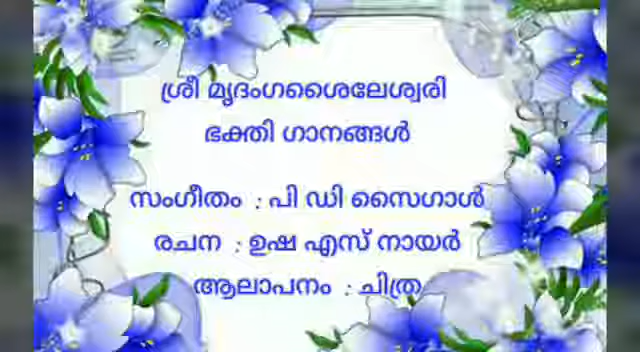 ശ്രീ മൃദംഗശൈലേശ്വരി
ഭക്തി ഗാനങ്ങൾ
സംഗീതം : പി ഡി സൈഗാൾ
രചന : ഉഷ എസ് നായർ
ആലാപനം : ചിത്ര